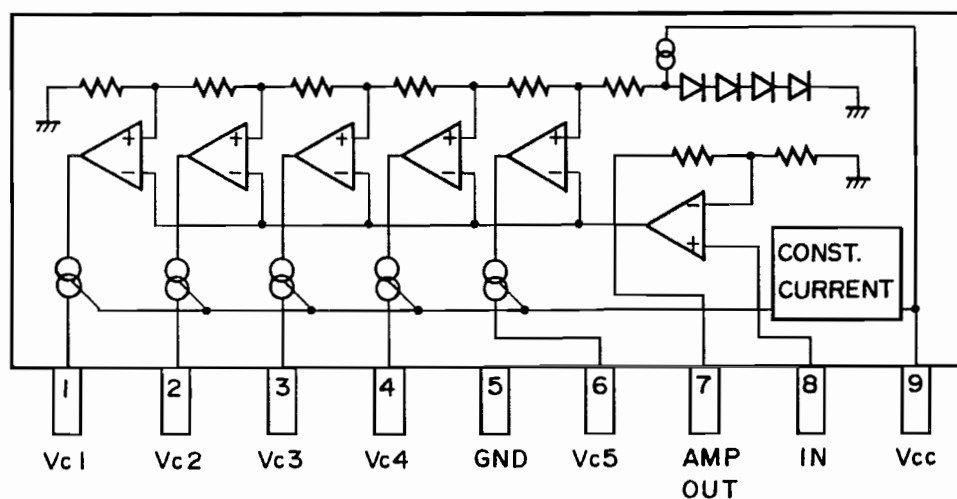 + + + + +
− − − − −
−
+
CONST.
CURRENT
1 2 3 4 5 6 7 8 9
Vc1 Vc2 Vc3 Vc4 GND Vc5 AMP OUT IN Vcc